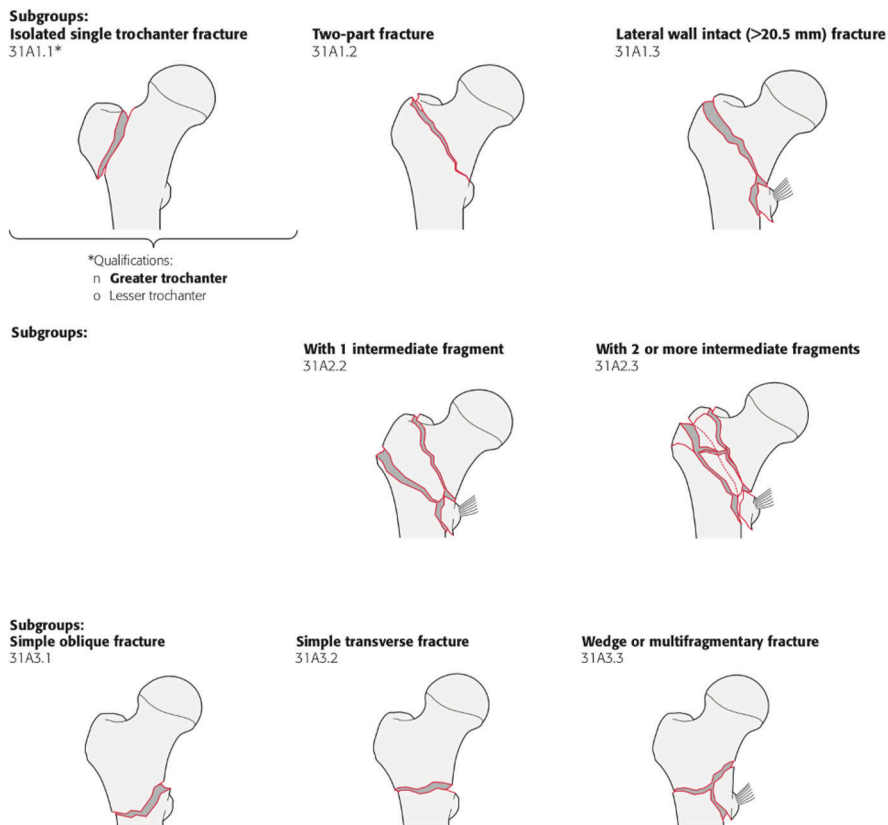 Subgroups:
Isolated single trochanter fracture
31A1.1*
Two-part fracture
31A1.2
Lateral wall intact (>20.5 mm) fracture
31A1.3
*Qualifications:
n Greater trochanter
o Lesser trochanter
Subgroups:
With 1 intermediate fragment
31A2.2
With 2 or more intermediate fragments
31A2.3
Subgroups:
Simple oblique fracture
31A3.1
Simple transverse fracture
31A3.2
Wedge or multifragmentary fracture
31A3.3